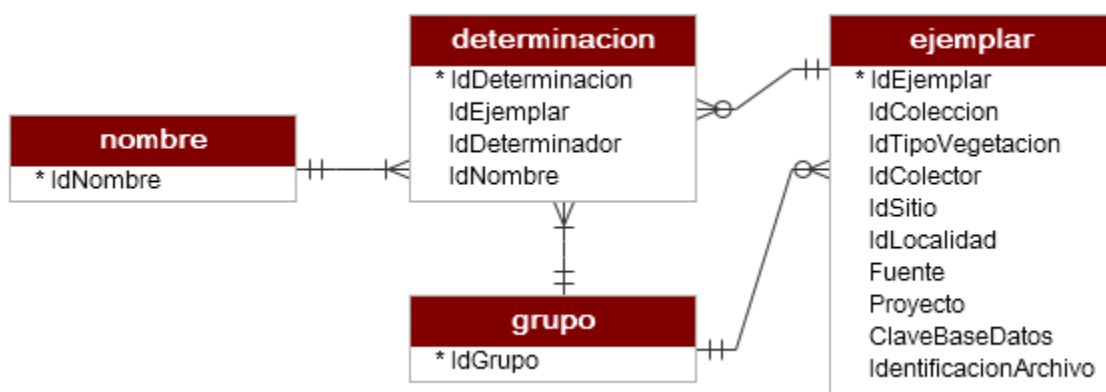 nombre
* IdNombre
determinacion
* IdDeterminacion
IdEjemplar
IdDeterminador
IdNombre
grupo
* IdGrupo
ejemplar
* IdEjemplar
IdColeccion
IdTipoVegetacion
IdColector
IdSitio
IdLocalidad
Fuente
Proyecto
ClaveBaseDatos
IdentificacionArchivo